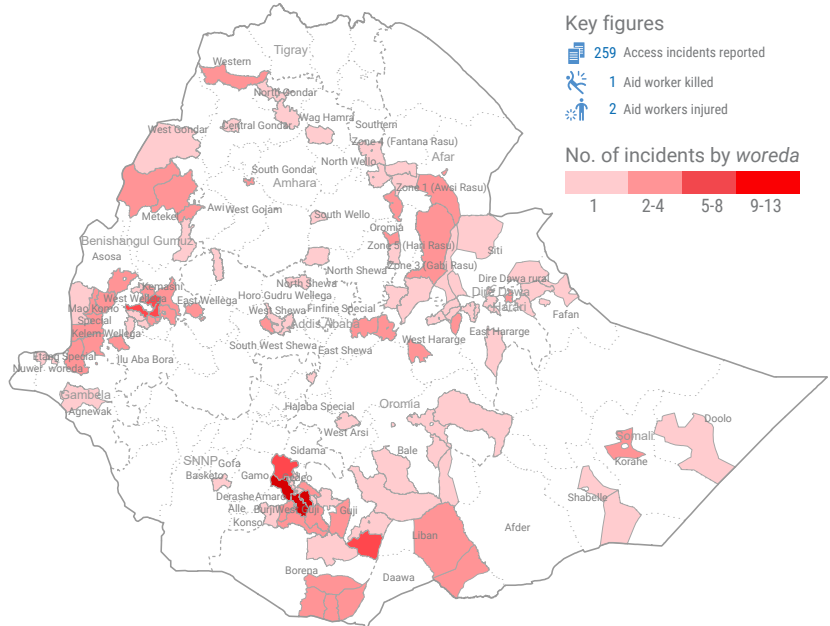 Key figures
259 Access incidents reported
1 Aid worker killed
2 Aid workers injured
No. of incidents by woreda
1 2-4 5-8 9-13
Tigray
Western
North Gondar
Wag Hamra
Central Gondar
West Gondar
Southern
Zone 4 (Fantana Rasu)
North Wello
Afar
South Gondar
Amhara
Zone 1 (Awsi Rasu)
Metekel
Awi
West Gojam
South Wello
Oromia
Benishangul Gumuz
Asosa
Zone 5 (Hari Rasu)
Siti
North Shewa
Zone 3 (Gabi Rasu)
Kemashi
North Shewa
Dire Dawa rural
Dire Dawa
Horo Gudru Wellega
West Wellega
East Wellega
Harari
Mao Komo
Special
West Shewa
Finfine Special
Addis Ababa
Fafan
Kelem Wellega
East Hararge
West Hararge
South West Shewa
East Shewa
Etang Special
Nuwer woreda
Ilu Aba Bora
Gambela
Agnewak
Hajaba Special
Oromia
Doolo
West Arsi
Somali
Sidama
Bale
Korahe
SNNP
Gofa
Basketo
Gamo
Shabelle
Derashe
Amaro
Alle
Burji
West Guji
Guji
Konso
Liban
Afder
Borena
Daawa